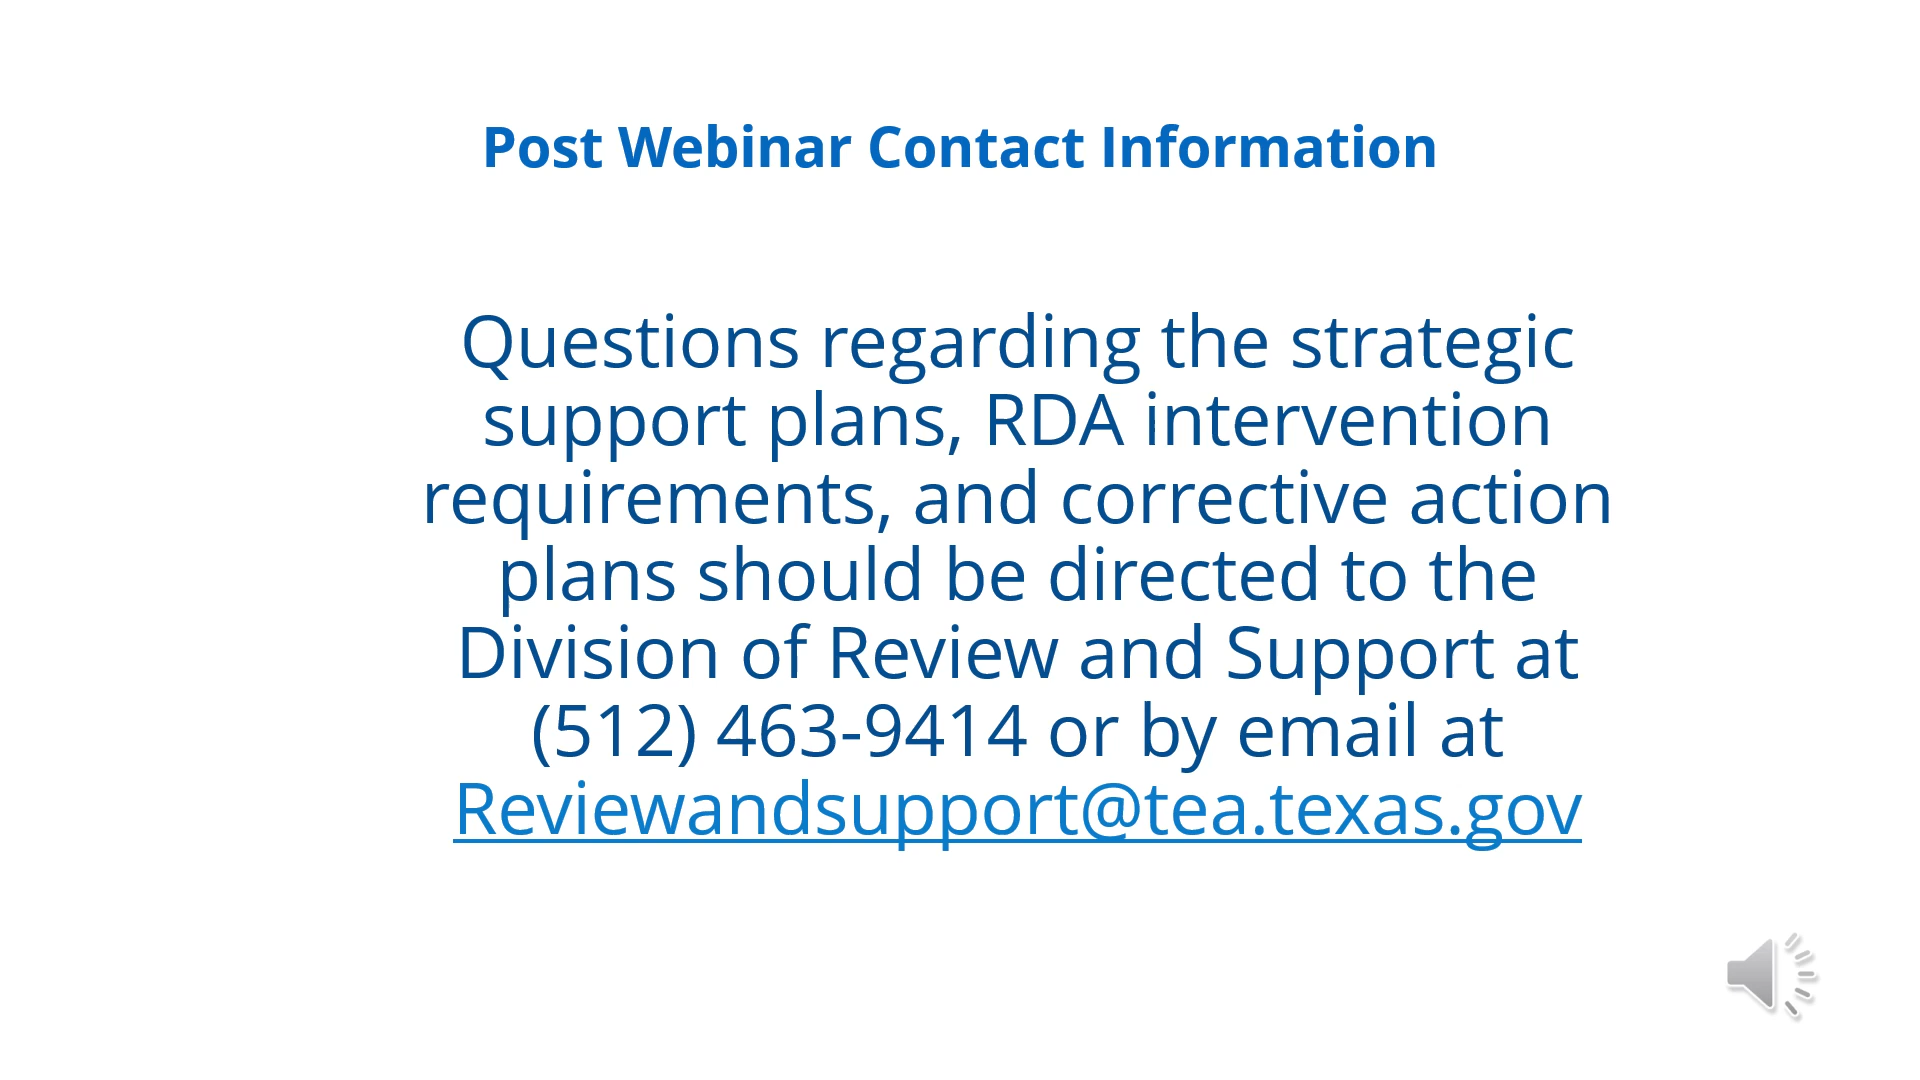 Post Webinar Contact Information
Questions regarding the strategic
support plans, RDA intervention
requirements, and corrective action
plans should be directed to the
Division of Review and Support at
(512) 463-9414 or by email at
Reviewandsupport@tea.texas.gov